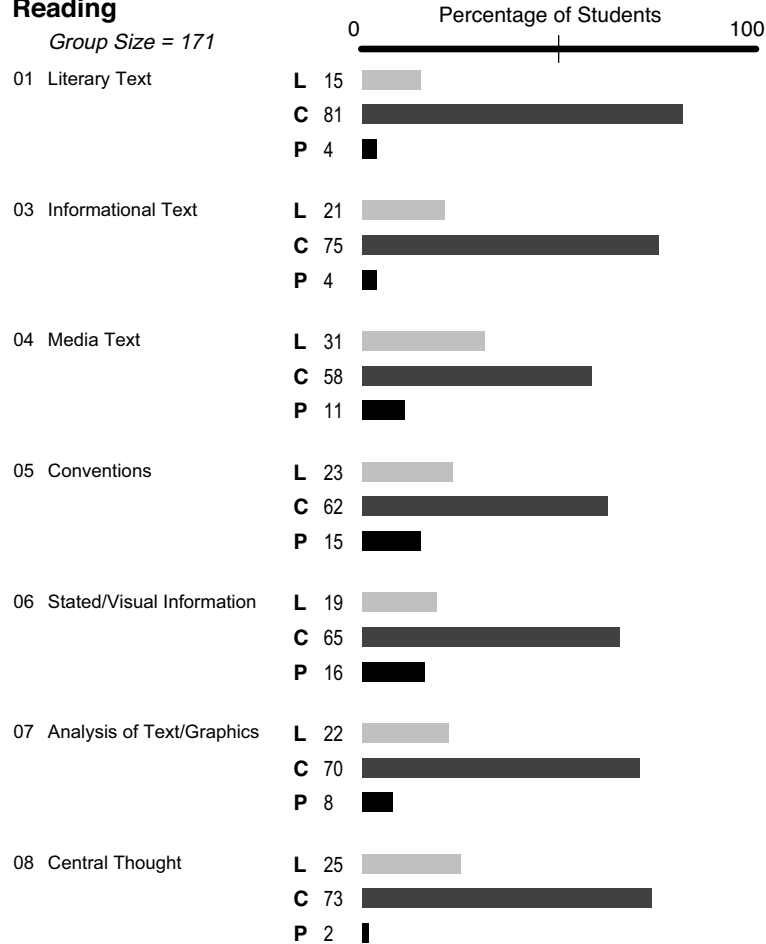 Reading
Group Size = 171
Percentage of Students
0 100
01 Literary Text L 15
C 81
P 4
03 Informational Text L 21
C 75
P 4
04 Media Text L 31
C 58
P 11
05 Conventions L 23
C 62
P 15
06 Stated/Visual Information L 19
C 65
P 16
07 Analysis of Text/Graphics L 22
C 70
P 8
08 Central Thought L 25
C 73
P 2